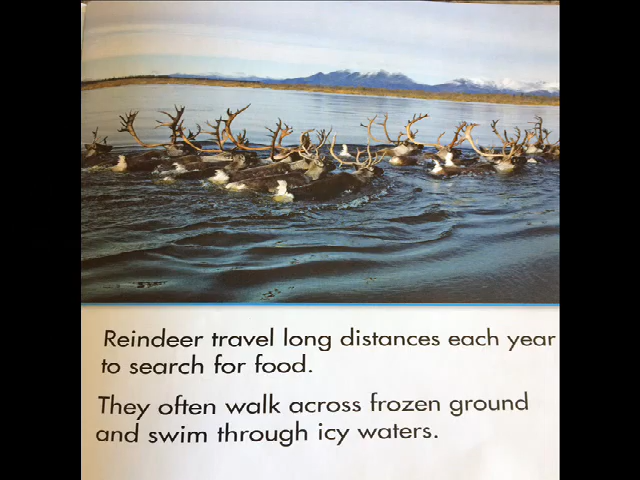 Reindeer travel long distances each year
to search for food.
They often walk across frozen ground
and swim through icy waters.